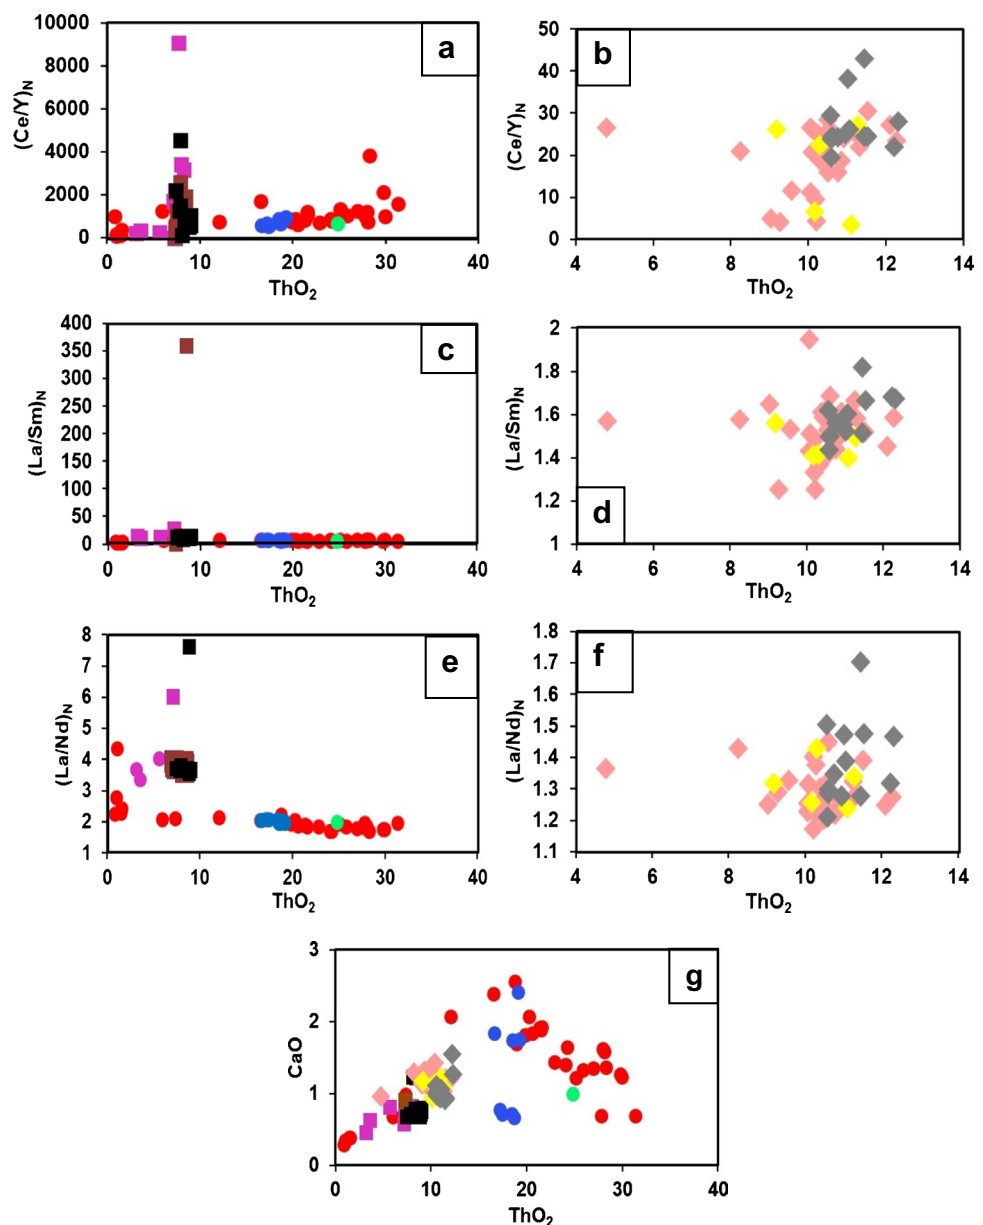 a
(Ce/Y)N
10000
8000
6000
4000
2000
0
0 10 20 30 40
ThO2
b
(Ce/Y)N
50
40
30
20
10
0
4 6 8 10 12 14
ThO2
c
(La/Sm)N
400
350
300
250
200
150
100
50
0
0 10 20 30 40
ThO2
d
(La/Sm)N
2
1.8
1.6
1.4
1.2
1
4 6 8 10 12 14
ThO2
e
(La/Nd)N
8
7
6
5
4
3
2
1
0 10 20 30 40
ThO2
f
(La/Nd)N
1.8
1.7
1.6
1.5
1.4
1.3
1.2
1.1
4 6 8 10 12 14
ThO2
g
CaO
3
2
1
0
0 10 20 30 40
ThO2